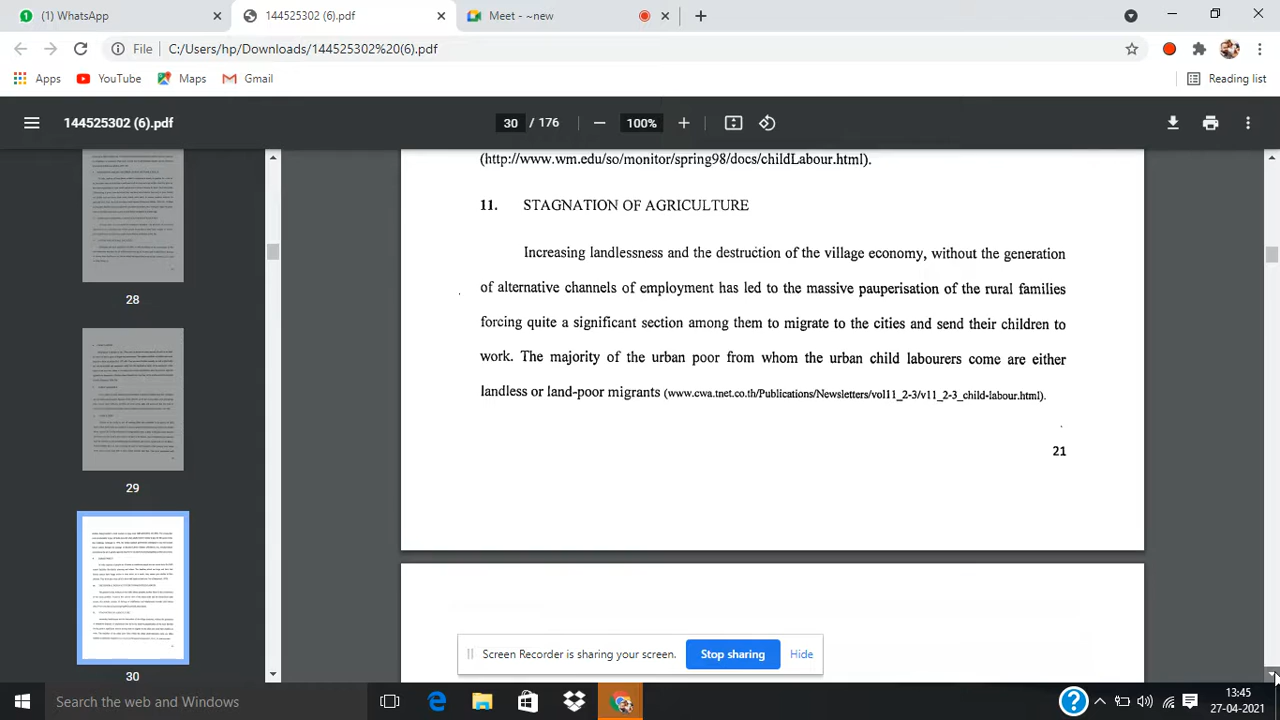 (1) WhatsApp
144525302 (6).pdf
Meet - ~new
File
C:/Users/hp/Downloads/144525302%20(6).pdf
Apps
YouTube
Maps
Gmail
Reading list
144525302 (6).pdf
30 / 176
100%
28
29
30
(http://www.wm.edu/so/monitor/spring98/docs/childLabour.html).
11. STAGNATION OF AGRICULTURE
Increasing landlessness and the destruction of the village economy, without the generation
of alternative channels of employment has led to the massive pauperisation of the rural families
forcing quite a significant section among them to migrate to the cities and send their children to
work. The majority of the urban poor from whom the urban child labourers come are either
landless or land-poor migrants (www.cwa.tnet.co.th/Publications/Newsletters/vol11_2-3/v11_2-3_child-labour.html).
21
Screen Recorder is sharing your screen.
Stop sharing
Hide
Search the web and Windows
13:45
27-04-2021